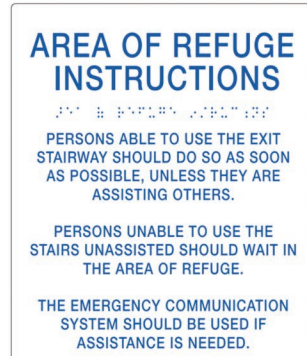 AREA OF REFUGE
INSTRUCTIONS
PERSONS ABLE TO USE THE EXIT
STAIRWAY SHOULD DO SO AS SOON
AS POSSIBLE, UNLESS THEY ARE
ASSISTING OTHERS.
PERSONS UNABLE TO USE THE
STAIRS UNASSISTED SHOULD WAIT IN
THE AREA OF REFUGE.
THE EMERGENCY COMMUNICATION
SYSTEM SHOULD BE USED IF
ASSISTANCE IS NEEDED.